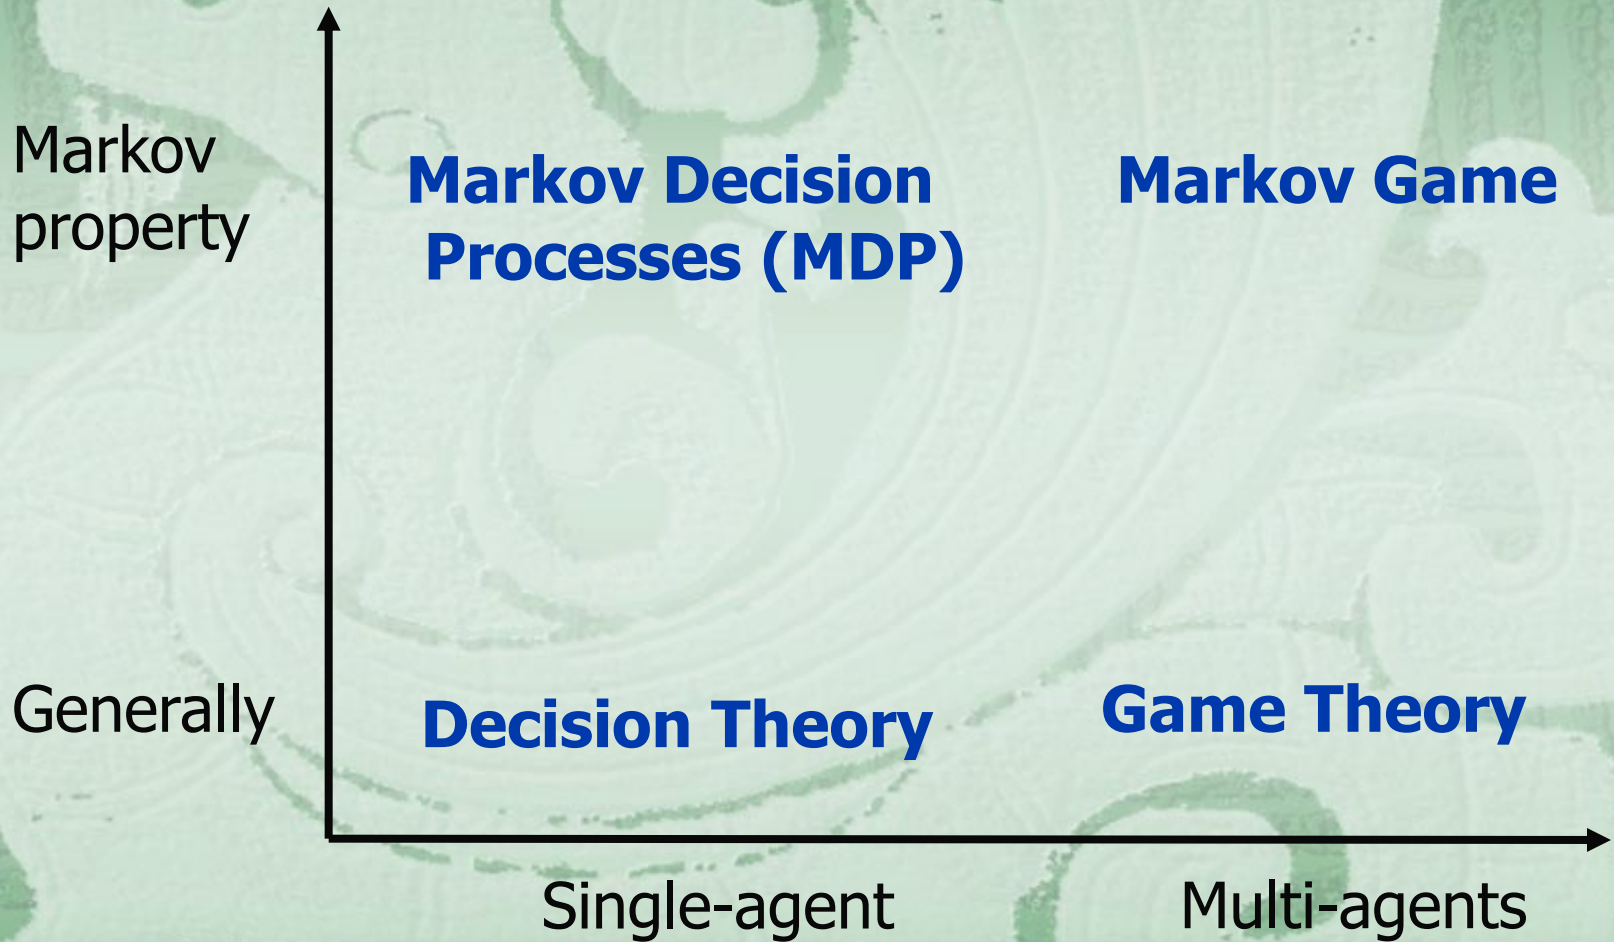 Markov
property
Markov Decision
Processes (MDP)
Markov Game
Generally
Decision Theory
Game Theory
Single-agent
Multi-agents